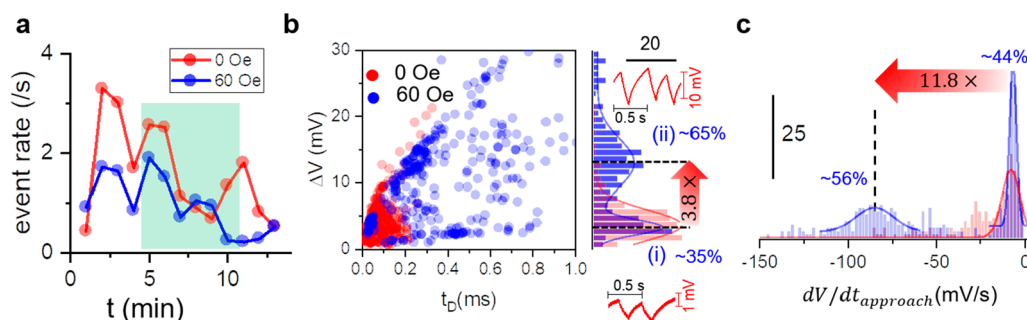 a
event rate (/s)
4
2
0
0 Oe
60 Oe
0
5
10
t (min)
b
ΔV (mV)
30
20
10
0
0 Oe
60 Oe
0.0
0.2
0.4
0.6
0.8
1.0
t_D(ms)
20
10 mV
0.5 s
(ii) ~65%
3.8 ×
(i) ~35%
0.5 s
1 mV
c
~44%
11.8 ×
25
~56%
-150
-100
-50
0
dV/dt_approach(mV/s)